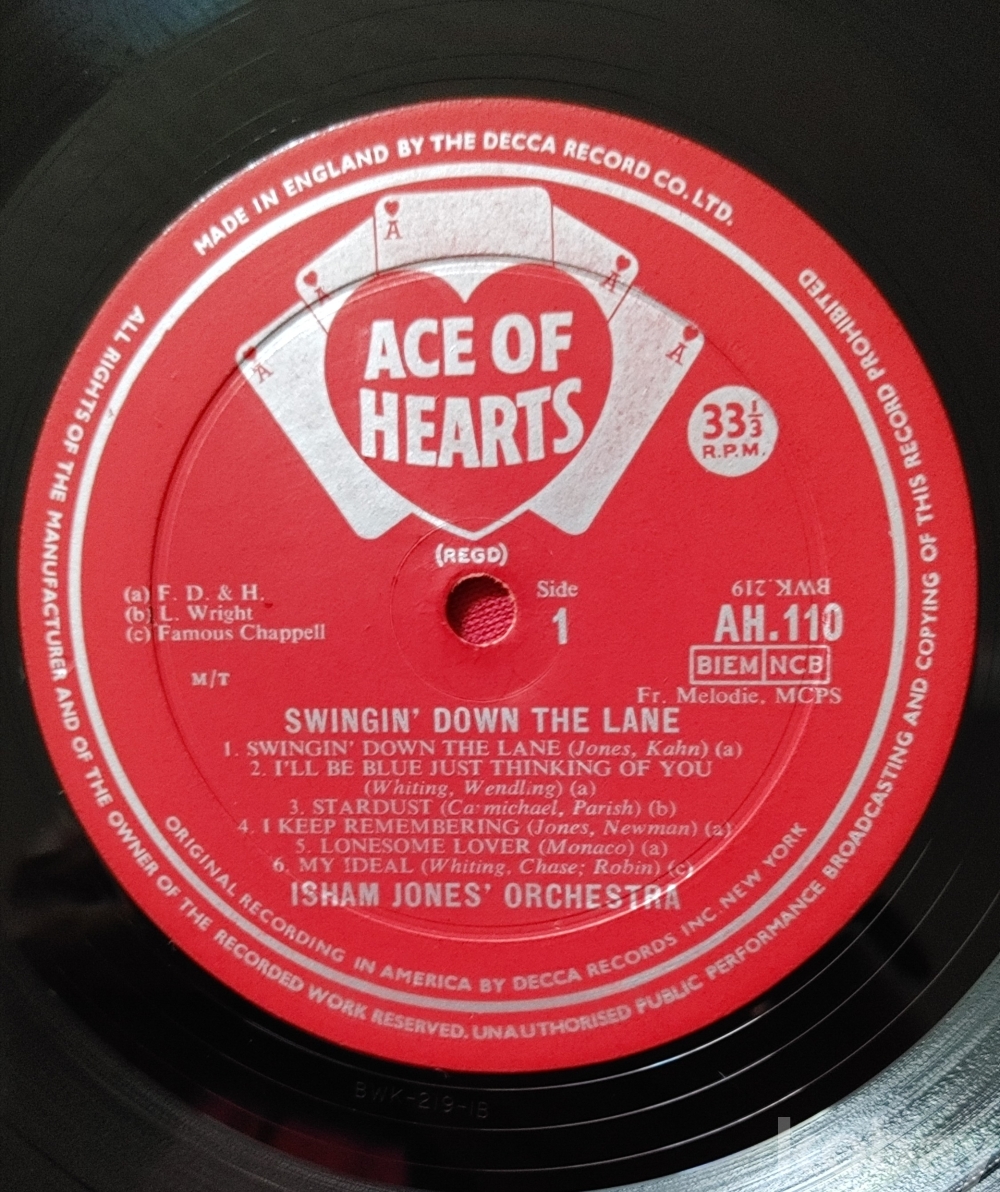 MADE IN ENGLAND BY THE DECCA RECORD CO. LTD.
A
A
A
A
ACE OF
HEARTS
33⅓
R.P.M.
(REGD)
(a) F. D. & H.
(b) L. Wright
(c) Famous Chappell
M/T
Side
1
BWK.219
AH.110
BIEM NCB
Fr. Melodie, MCPS
SWINGIN' DOWN THE LANE
1. SWINGIN' DOWN THE LANE (Jones, Kahn) (a)
2. I'LL BE BLUE JUST THINKING OF YOU
(Whiting, Wendling) (a)
3. STARDUST (Carmichael, Parish) (b)
4. I KEEP REMEMBERING (Jones, Newman) (a)
5. LONESOME LOVER (Monaco) (a)
6. MY IDEAL (Whiting, Chase; Robin) (c)
ISHAM JONES' ORCHESTRA
ORIGINAL RECORDING IN AMERICA BY DECCA RECORDS INC. NEW YORK
ALL RIGHTS OF THE MANUFACTURER AND OF THE OWNER OF THE RECORDED WORK RESERVED. UNAUTHORISED PUBLIC PERFORMANCE BROADCASTING AND COPYING OF THIS RECORD PROHIBITED
BWK-219-1B